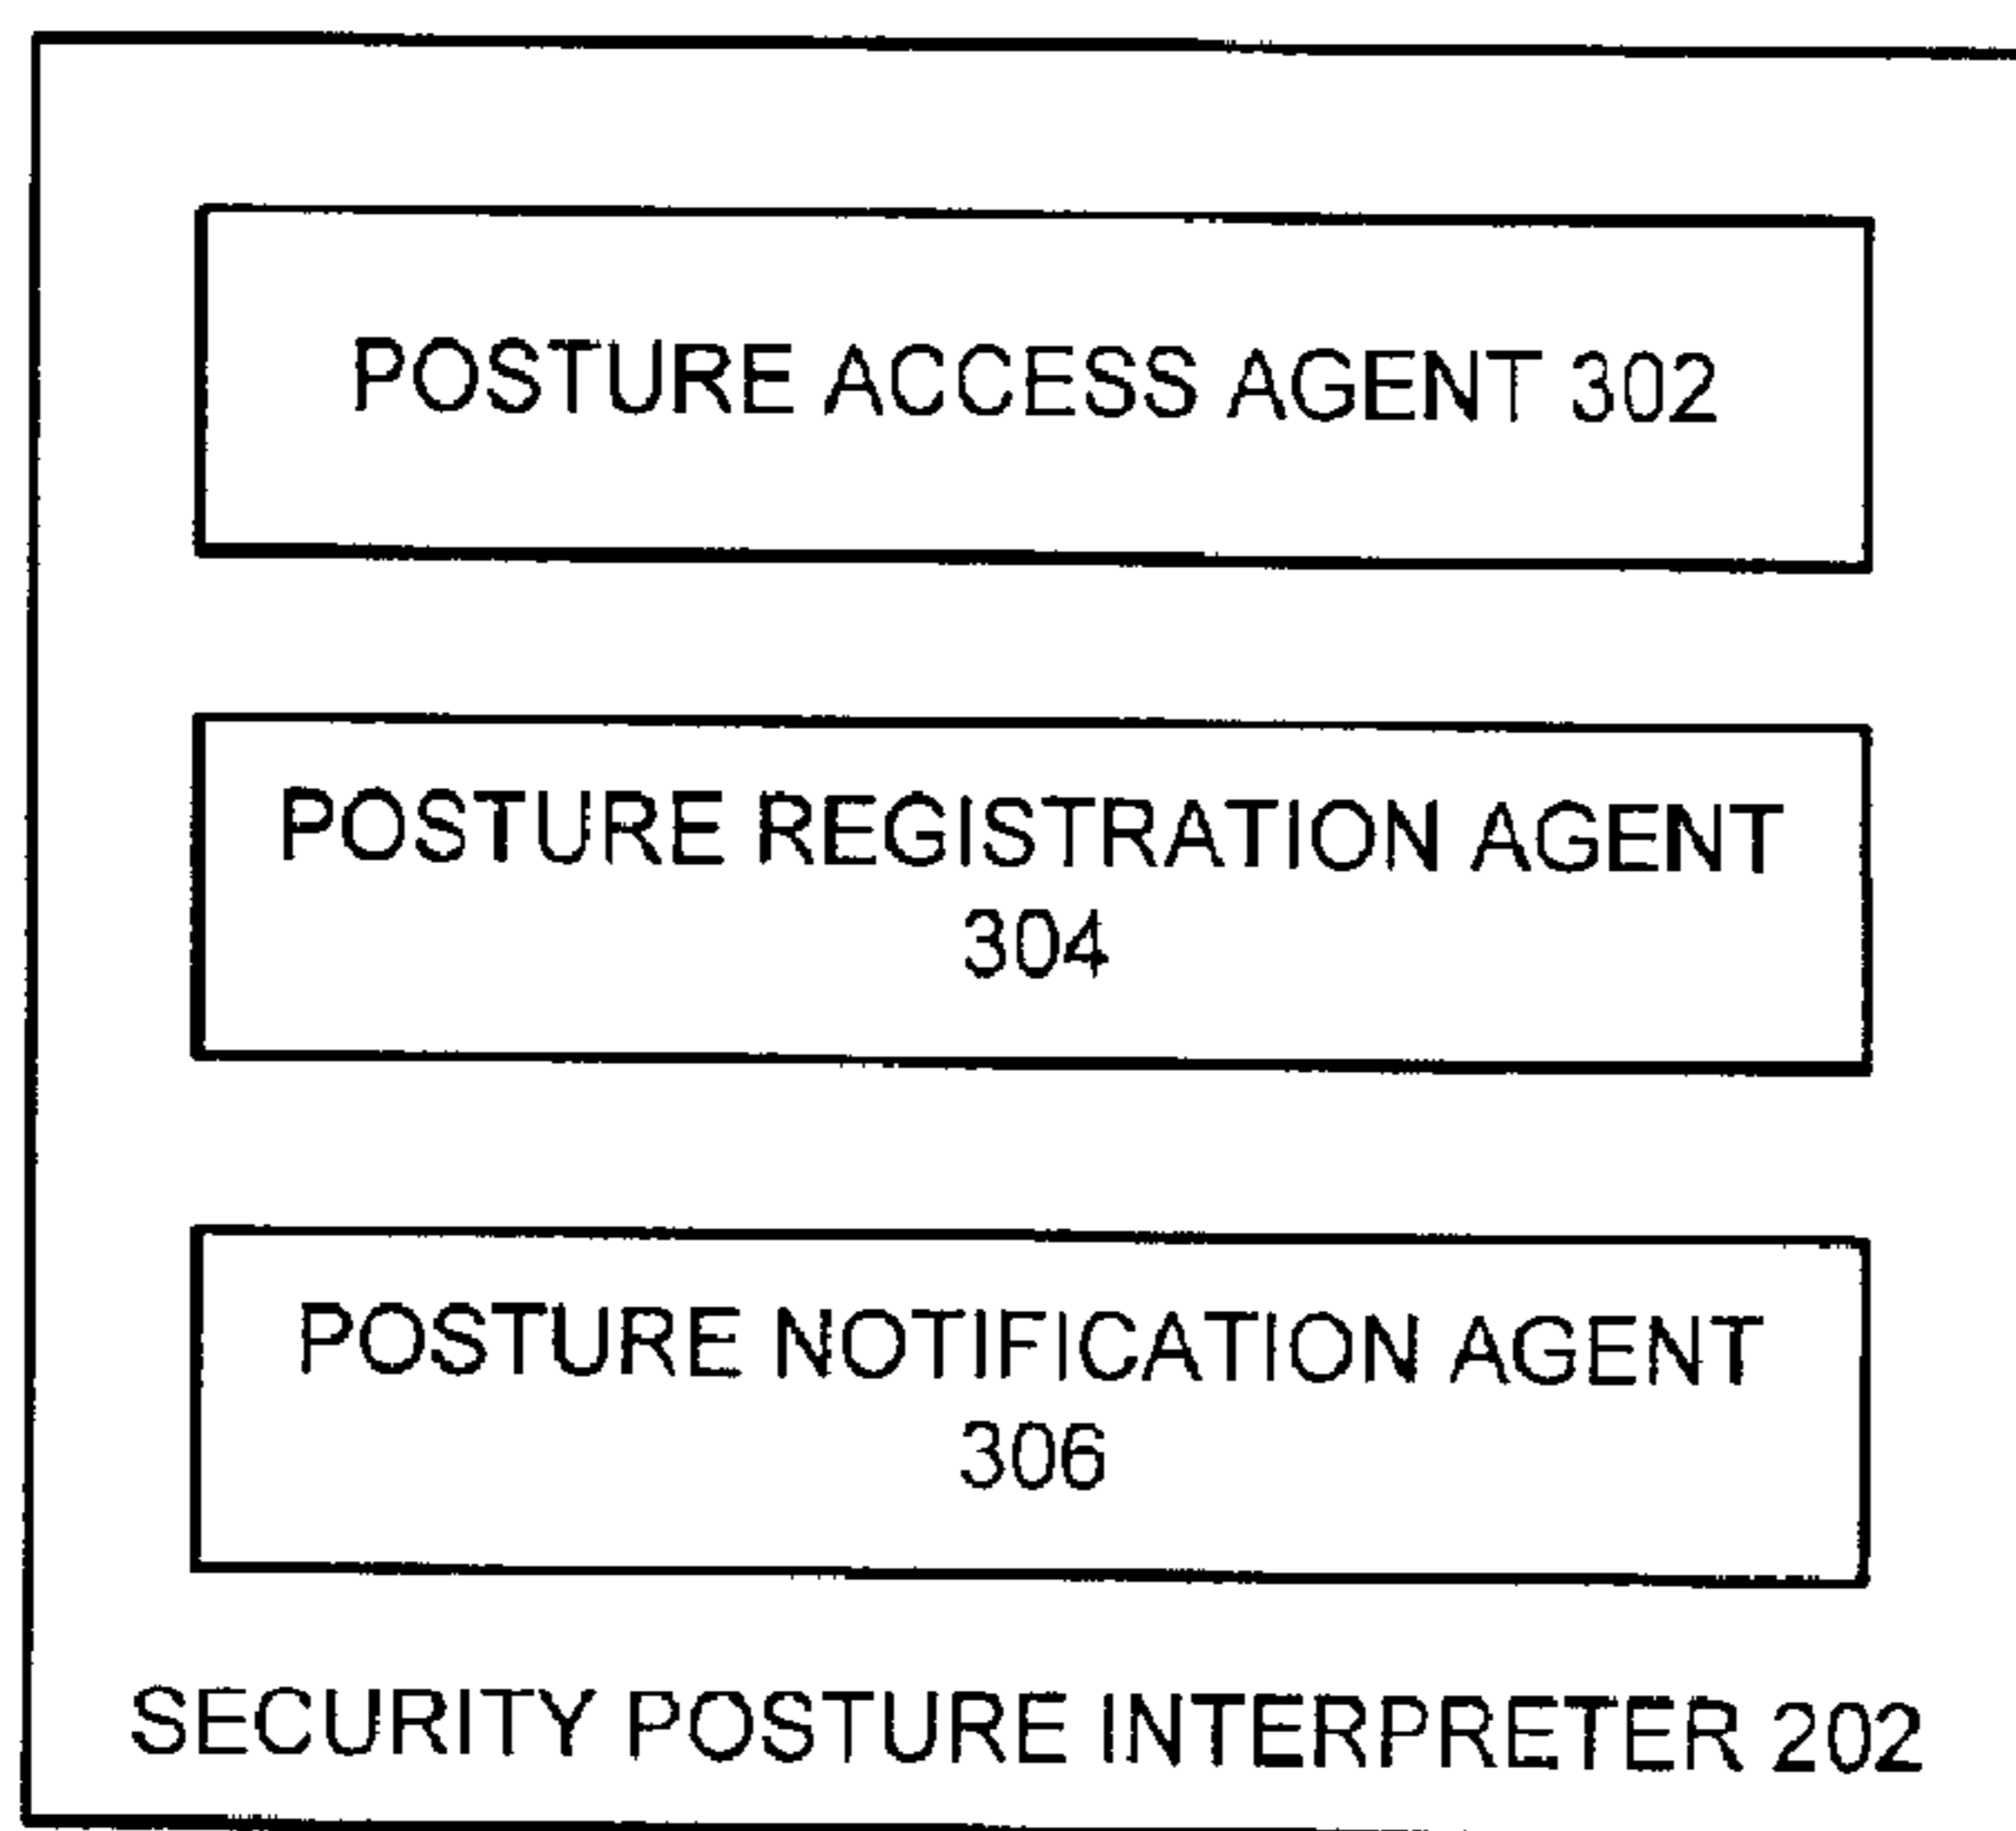 POSTURE ACCESS AGENT 302
POSTURE REGISTRATION AGENT
304
POSTURE NOTIFICATION AGENT
306
SECURITY POSTURE INTERPRETER 202